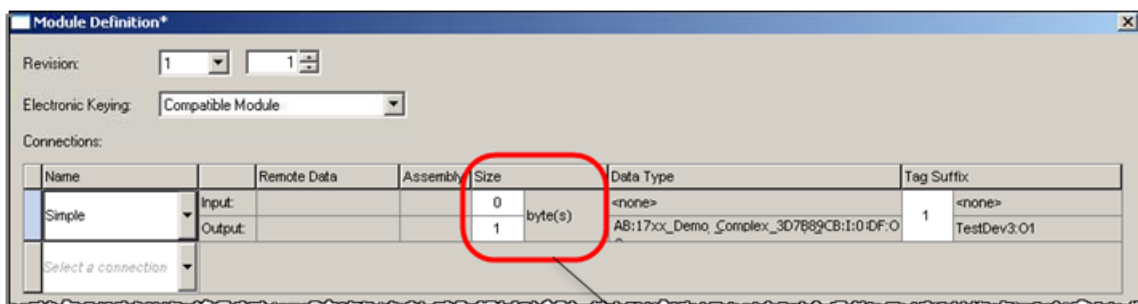 Module Definition*
Revision: 1 1
Electronic Keying: Compatible Module
Connections:
Name Remote Data Assembly Size Data Type Tag Suffix
Simple Input: 0 byte(s) <none> 1 <none>
Output: 1 AB:17xx_Demo_Complex_3D7B89CB:I:0:DF:O TestDev3:O1
Select a connection